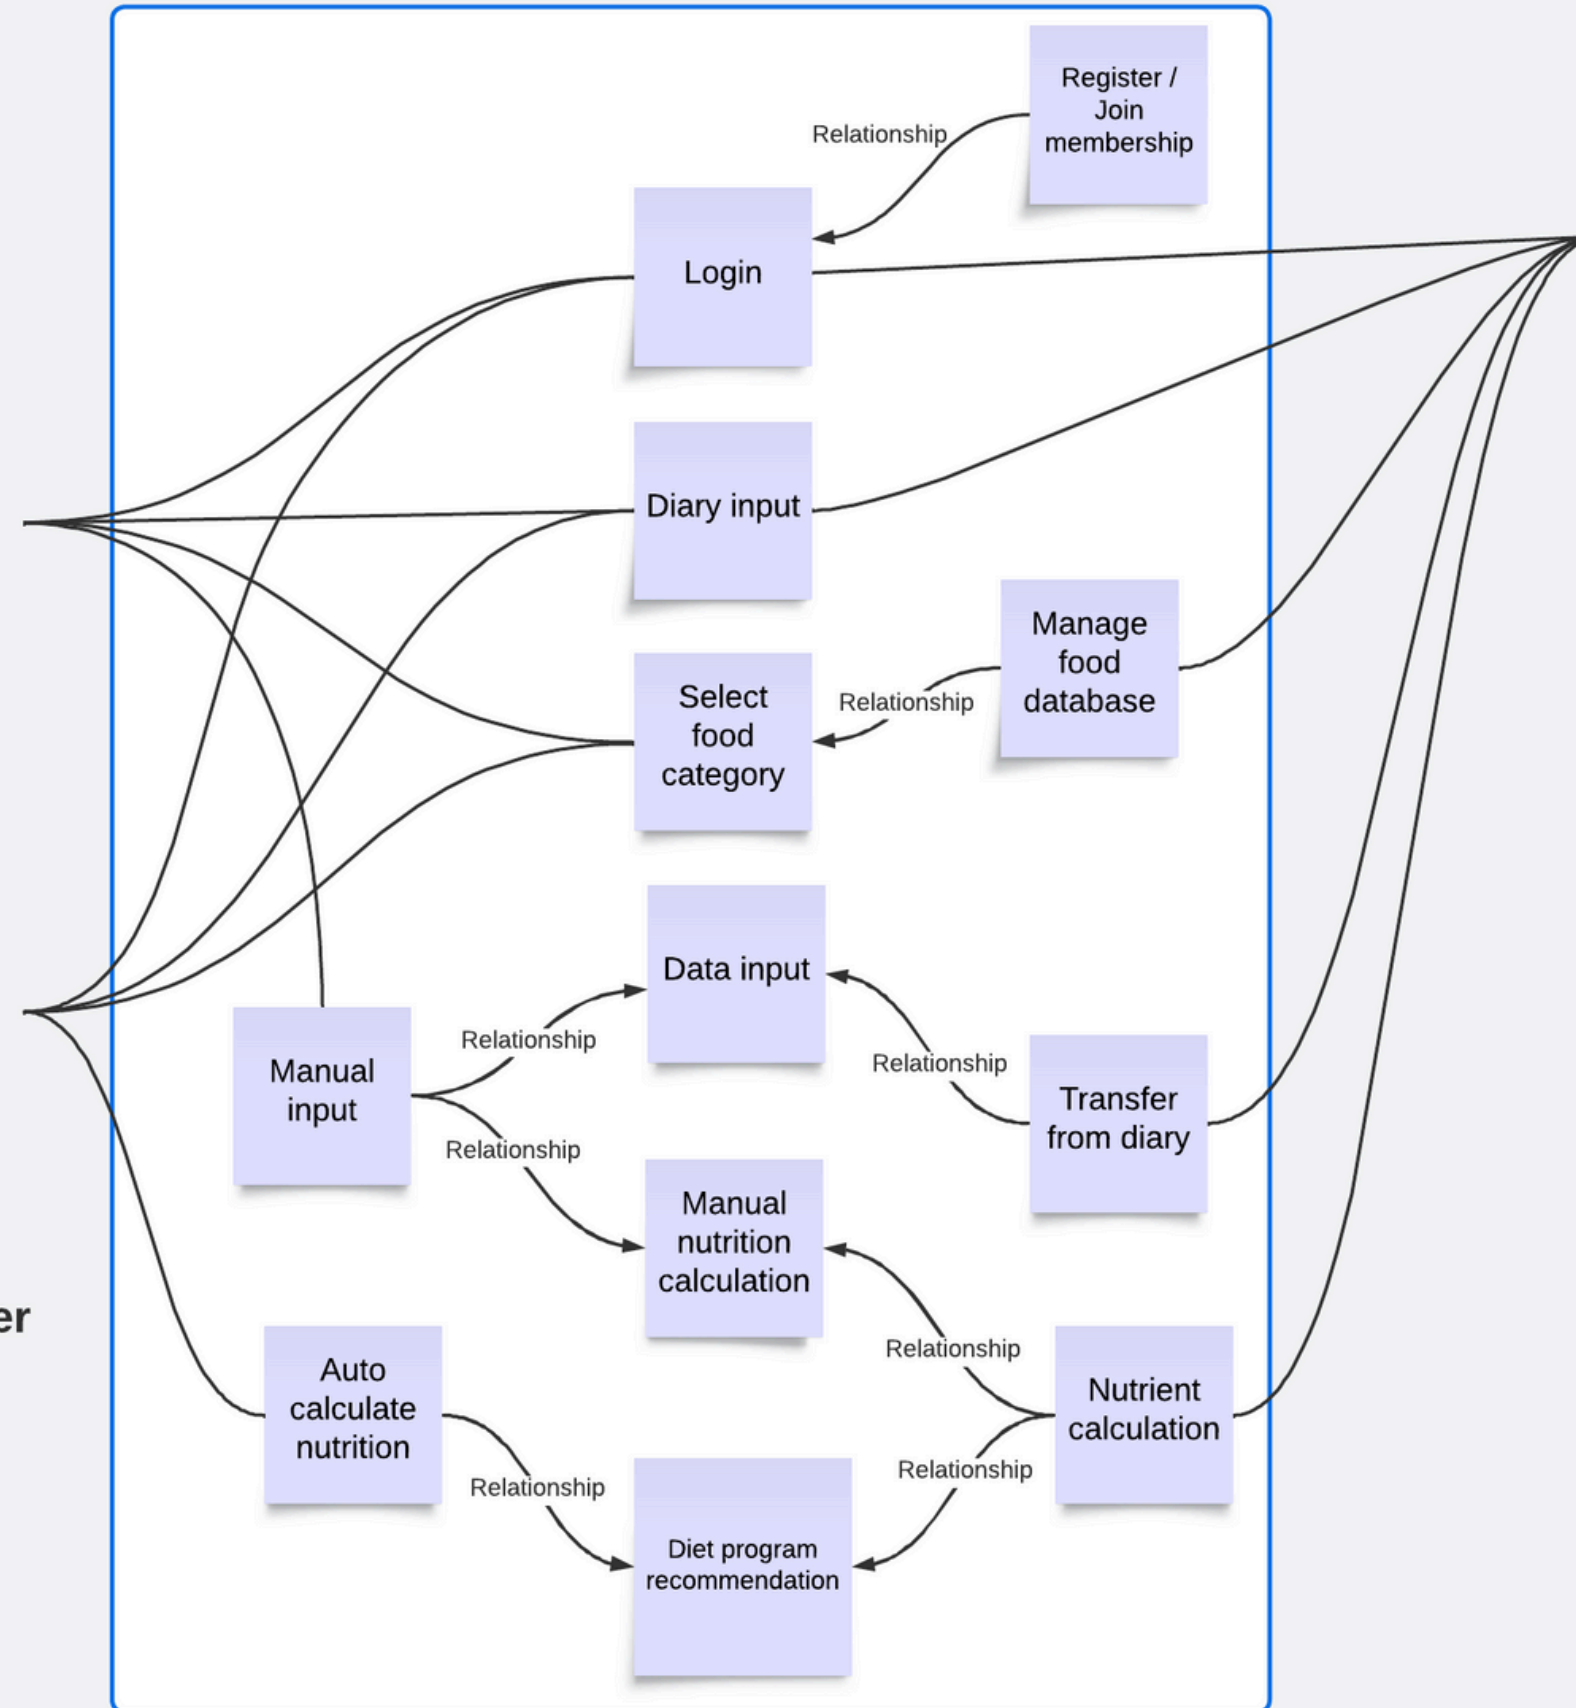 Register /
Join
membership
Relationship
Login
Diary input
Manage
food
database
Relationship
Select
food
category
Data input
Relationship
Manual
input
Relationship
Transfer
from diary
Relationship
Manual
nutrition
calculation
er
Relationship
Auto
calculate
nutrition
Nutrient
calculation
Relationship
Relationship
Diet program
recommendation